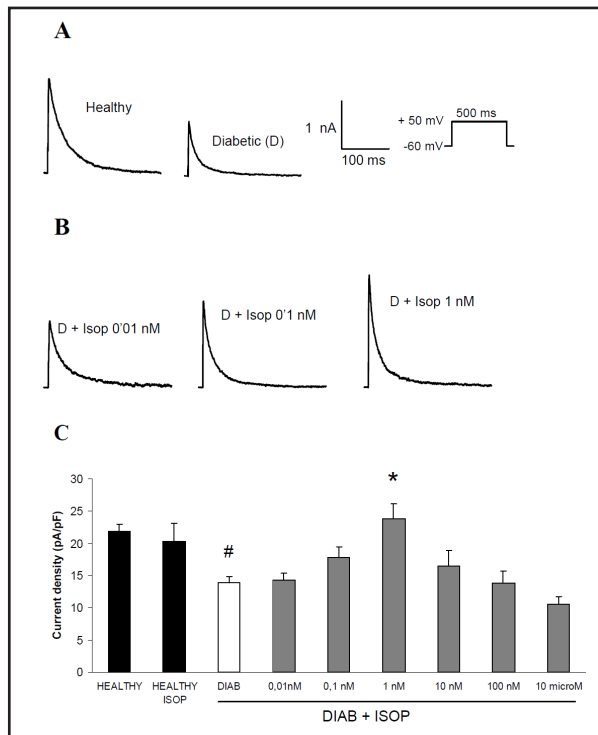 A
Healthy
Diabetic (D)
1 nA
100 ms
+ 50 mV
500 ms
-60 mV
B
D + Isop 0'01 nM
D + Isop 0'1 nM
D + Isop 1 nM
C
Current density (pA/pF)
30
25
20
15
10
5
0
#
*
HEALTHY
HEALTHY
ISOP
DIAB
0,01nM
0,1 nM
1 nM
10 nM
100 nM
10 microM
DIAB + ISOP